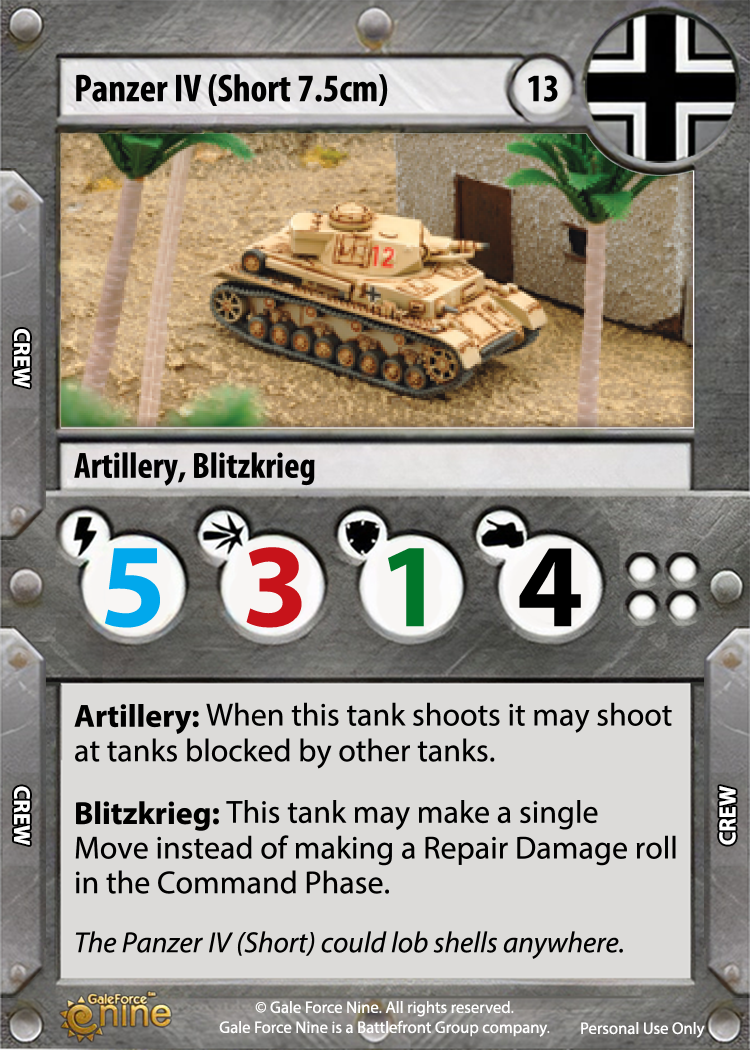 Panzer IV (Short 7.5cm)
13
12
CREW
Artillery, Blitzkrieg
5 3 1 4
Artillery: When this tank shoots it may shoot
at tanks blocked by other tanks.
Blitzkrieg: This tank may make a single
Move instead of making a Repair Damage roll
in the Command Phase.
CREW
CREW
The Panzer IV (Short) could lob shells anywhere.
GaleForce™
nine
© Gale Force Nine. All rights reserved.
Gale Force Nine is a Battlefront Group company.
Personal Use Only